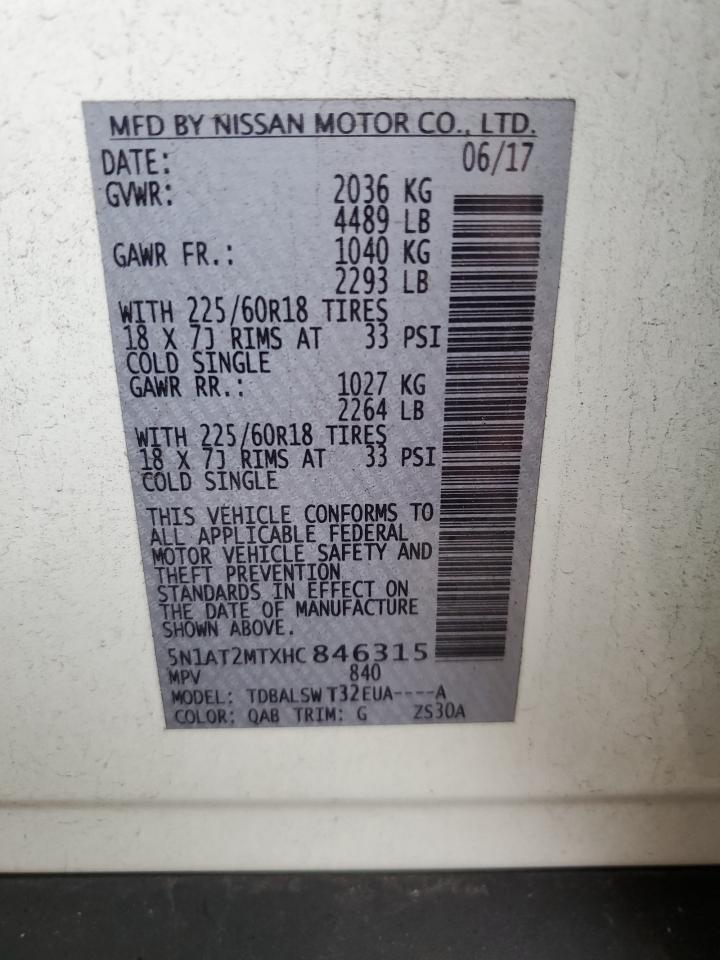 MFD BY NISSAN MOTOR CO., LTD.
DATE: 06/17
GVWR: 2036 KG
4489 LB
GAWR FR.: 1040 KG
2293 LB
WITH 225/60R18 TIRES
18 X 7J RIMS AT 33 PSI
COLD SINGLE
GAWR RR.: 1027 KG
2264 LB
WITH 225/60R18 TIRES
18 X 7J RIMS AT 33 PSI
COLD SINGLE
THIS VEHICLE CONFORMS TO
ALL APPLICABLE FEDERAL
MOTOR VEHICLE SAFETY AND
THEFT PREVENTION
STANDARDS IN EFFECT ON
THE DATE OF MANUFACTURE
SHOWN ABOVE.
5N1AT2MTXHC846315
MPV 840
MODEL: TDBALSWT32EUA----A
COLOR: QAB TRIM: G ZS30A